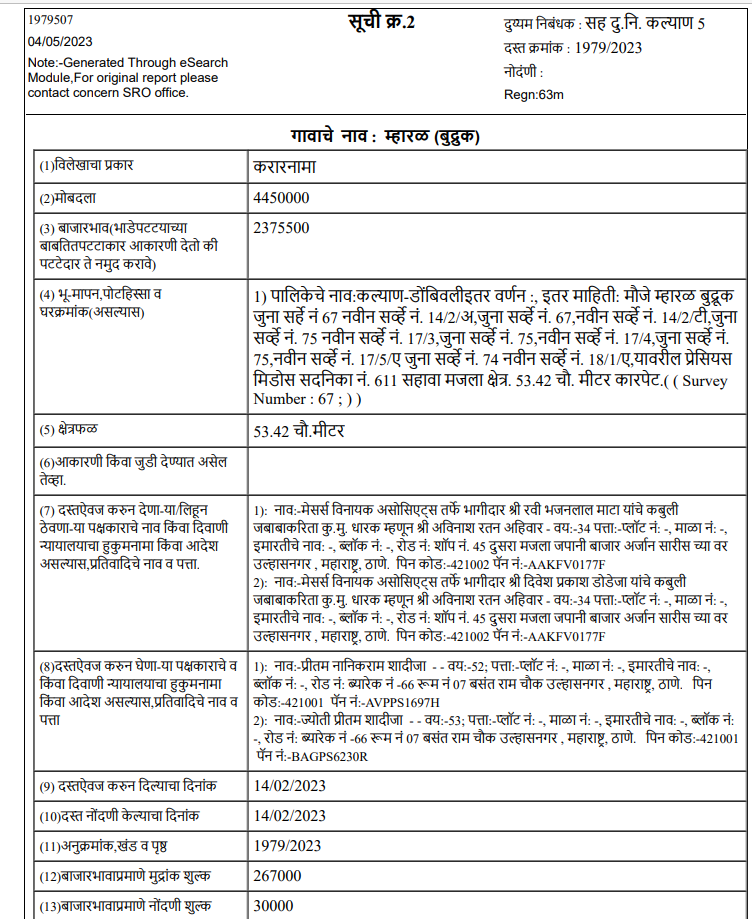 1979507
04/05/2023
Note:-Generated Through eSearch
Module,For original report please
contact concern SRO office.
सूची क्र.2
दुय्यम निबंधक : सह दु.नि. कल्याण 5
दस्त क्रमांक : 1979/2023
नोदंणी :
Regn:63m
गावाचे नाव : म्हारळ (बुद्रुक)
(1)विलेखाचा प्रकार
करारनामा
(2)मोबदला
4450000
(3) बाजारभाव(भाडेपटटयाच्या
बाबतितपटटाकार आकारणी देतो की
पटटेदार ते नमुद करावे)
2375500
(4) भू-मापन,पोटहिस्सा व
घरक्रमांक(असल्यास)
1) पालिकेचे नाव:कल्याण-डोंबिवलीइतर वर्णन :, इतर माहिती: मौजे म्हारळ बुद्रूक
जुना सर्हे नं 67 नवीन सर्व्हे नं. 14/2/अ,जुना सर्व्हे नं. 67,नवीन सर्व्हे नं. 14/2/टी,जुना
सर्व्हे नं. 75 नवीन सर्व्हे नं. 17/3,जुना सर्व्हे नं. 75,नवीन सर्व्हे नं. 17/4,जुना सर्व्हे नं.
75,नवीन सर्व्हे नं. 17/5/ए जुना सर्व्हे नं. 74 नवीन सर्व्हे नं. 18/1/ए,यावरील प्रेसियस
मिडोस सदनिका नं. 611 सहावा मजला क्षेत्र. 53.42 चौ. मीटर कारपेट.( ( Survey
Number : 67 ; ) )
(5) क्षेत्रफळ
53.42 चौ.मीटर
(6)आकारणी किंवा जुडी देण्यात असेल
तेव्हा.
(7) दस्तऐवज करुन देणा-या/लिहून
ठेवणा-या पक्षकाराचे नाव किंवा दिवाणी
न्यायालयाचा हुकुमनामा किंवा आदेश
असल्यास,प्रतिवादिचे नाव व पत्ता.
1): नाव:-मेसर्स विनायक असोसिएट्स तर्फे भागीदार श्री रवी भजनलाल माटा यांचे कबुली
जबाबाकरिता कु.मु. धारक म्हणून श्री अविनाश रतन अहिवार - वय:-34 पत्ता:-प्लॉट नं: -, माळा नं: -,
इमारतीचे नाव: -, ब्लॉक नं: -, रोड नं: शॉप नं. 45 दुसरा मजला जपानी बाजार अर्जान सारीस च्या वर
उल्हासनगर , महाराष्ट्र, ठाणे. पिन कोड:-421002 पॅन नं:-AAKFV0177F
2): नाव:-मेसर्स विनायक असोसिएट्स तर्फे भागीदार श्री दिवेश प्रकाश डोडेजा यांचे कबुली
जबाबाकरिता कु.मु. धारक म्हणून श्री अविनाश रतन अहिवार - वय:-34 पत्ता:-प्लॉट नं: -, माळा नं: -,
इमारतीचे नाव: -, ब्लॉक नं: -, रोड नं: शॉप नं. 45 दुसरा मजला जपानी बाजार अर्जान सारीस च्या वर
उल्हासनगर , महाराष्ट्र, ठाणे. पिन कोड:-421002 पॅन नं:-AAKFV0177F
(8)दस्तऐवज करुन घेणा-या पक्षकाराचे व
किंवा दिवाणी न्यायालयाचा हुकुमनामा
किंवा आदेश असल्यास,प्रतिवादिचे नाव व
पत्ता
1): नाव:-प्रीतम नानिकराम शादीजा - - वय:-52; पत्ता:-प्लॉट नं: -, माळा नं: -, इमारतीचे नाव: -,
ब्लॉक नं: -, रोड नं: ब्यारेक नं -66 रूम नं 07 बसंत राम चौक उल्हासनगर , महाराष्ट्र, ठाणे. पिन
कोड:-421001 पॅन नं:-AVPPS1697H
2): नाव:-ज्योती प्रीतम शादीजा - - वय:-53; पत्ता:-प्लॉट नं: -, माळा नं: -, इमारतीचे नाव: -, ब्लॉक नं:
-, रोड नं: ब्यारेक नं -66 रूम नं 07 बसंत राम चौक उल्हासनगर , महाराष्ट्र, ठाणे. पिन कोड:-421001
पॅन नं:-BAGPS6230R
(9) दस्तऐवज करुन दिल्याचा दिनांक
14/02/2023
(10)दस्त नोंदणी केल्याचा दिनांक
14/02/2023
(11)अनुक्रमांक,खंड व पृष्ठ
1979/2023
(12)बाजारभावाप्रमाणे मुद्रांक शुल्क
267000
(13)बाजारभावाप्रमाणे नोंदणी शुल्क
30000